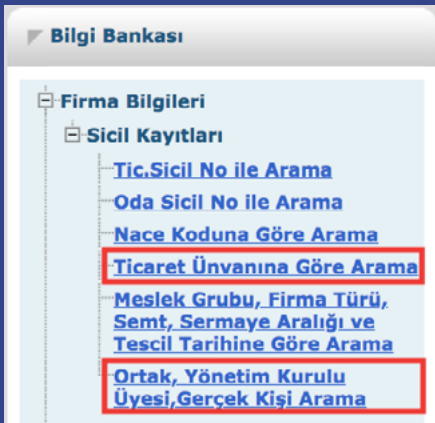 Bilgi Bankası
Firma Bilgileri
Sicil Kayıtları
Tic.Sicil No ile Arama
Oda Sicil No ile Arama
Nace Koduna Göre Arama
Ticaret Ünvanına Göre Arama
Meslek Grubu, Firma Türü,
Semt, Sermaye Aralığı ve
Tescil Tarihine Göre Arama
Ortak, Yönetim Kurulu
Üyesi,Gerçek Kişi Arama